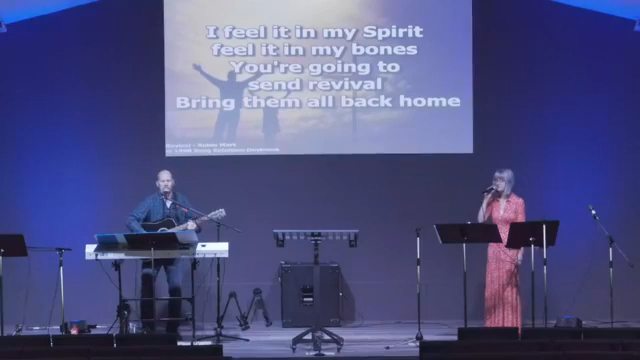 I feel it in my Spirit
feel it in my bones
You're going to
send revival
Bring them all back home